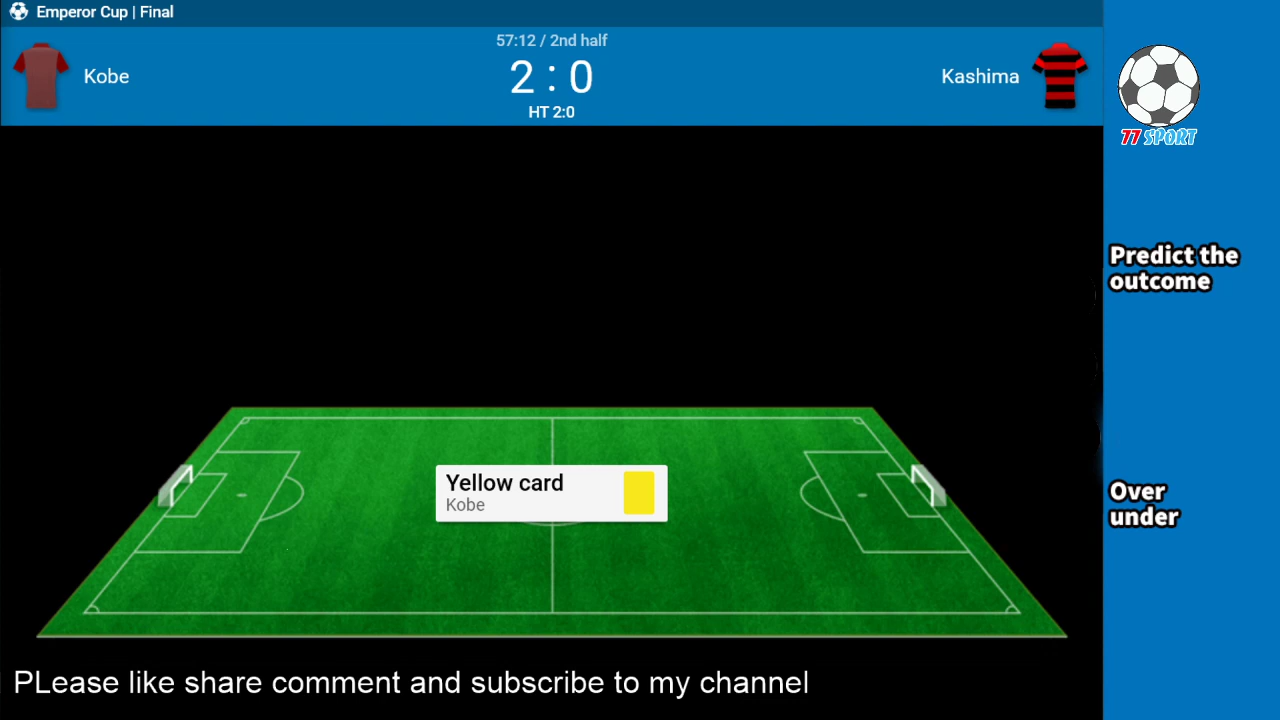 Emperor Cup | Final
57:12 / 2nd half
Kobe
2 : 0
Kashima
HT 2:0
77 SPORT
Predict the
outcome
Yellow card
Kobe
Over
under
PLease like share comment and subscribe to my channel